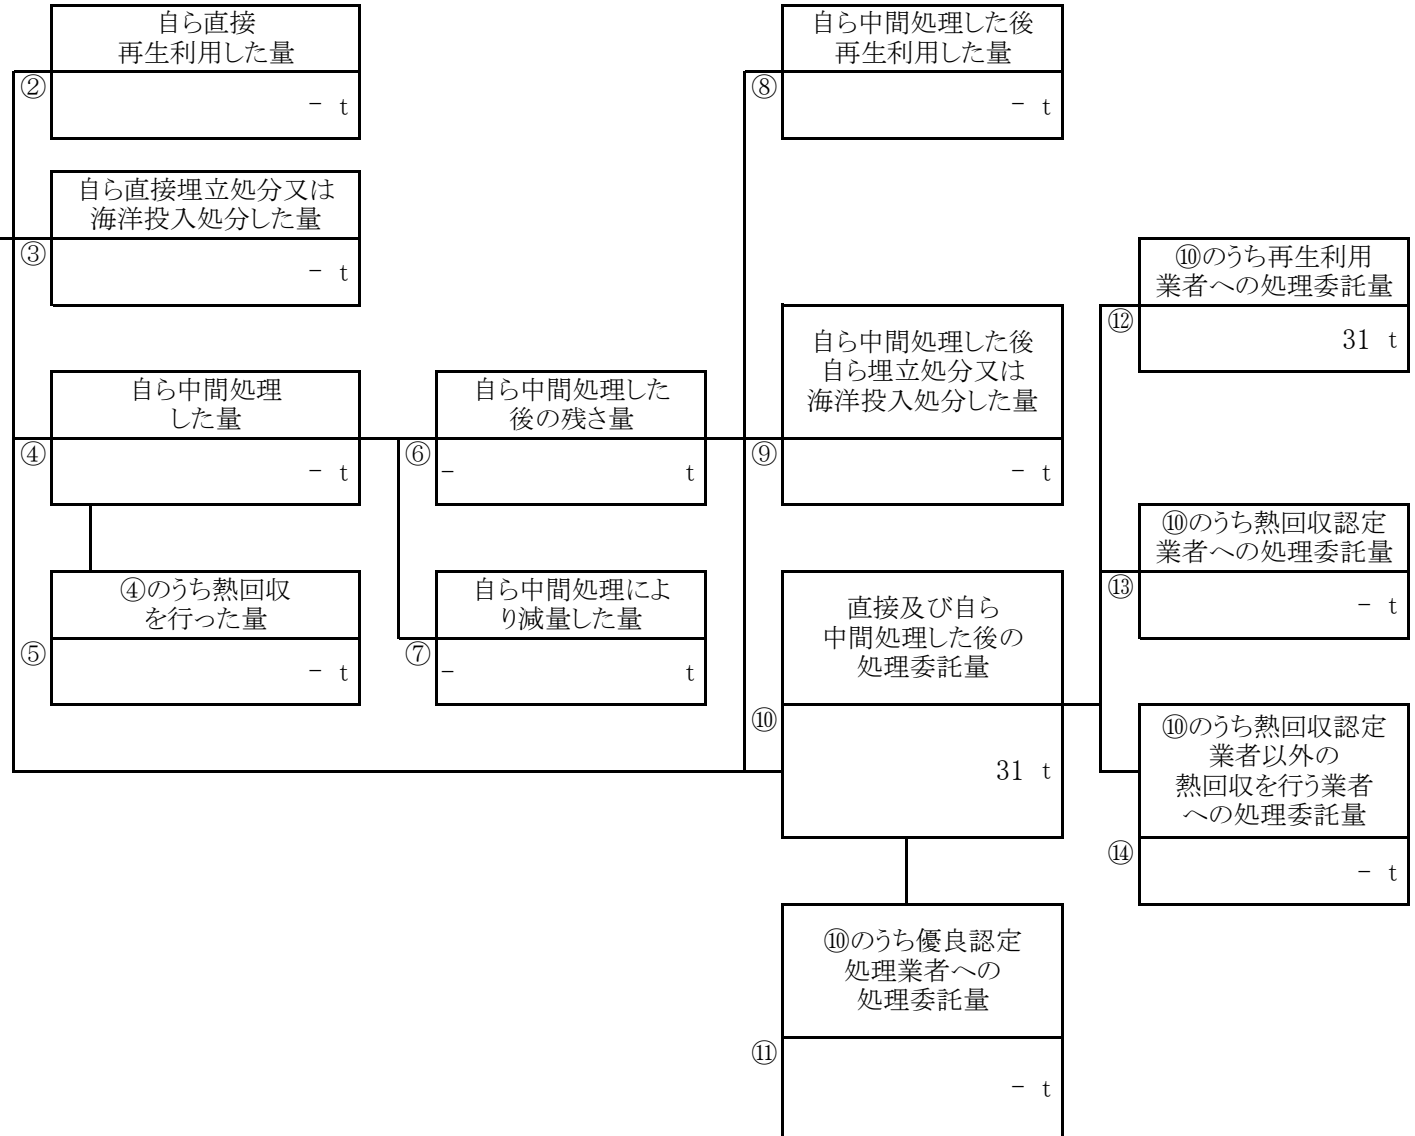 自ら直接
再生利用した量
②
－ t
自ら直接埋立処分又は
海洋投入処分した量
③
－ t
自ら中間処理
した量
④
－ t
④のうち熱回収
を行った量
⑤
－ t
自ら中間処理した
後の残さ量
⑥
－ t
自ら中間処理によ
り減量した量
⑦
－ t
自ら中間処理した後
再生利用した量
⑧
－ t
自ら中間処理した後
自ら埋立処分又は
海洋投入処分した量
⑨
－ t
直接及び自ら
中間処理した後の
処理委託量
⑩
31 t
⑩のうち優良認定
処理業者への
処理委託量
⑪
－ t
⑩のうち再生利用
業者への処理委託量
⑫
31 t
⑩のうち熱回収認定
業者への処理委託量
⑬
－ t
⑩のうち熱回収認定
業者以外の
熱回収を行う業者
への処理委託量
⑭
－ t